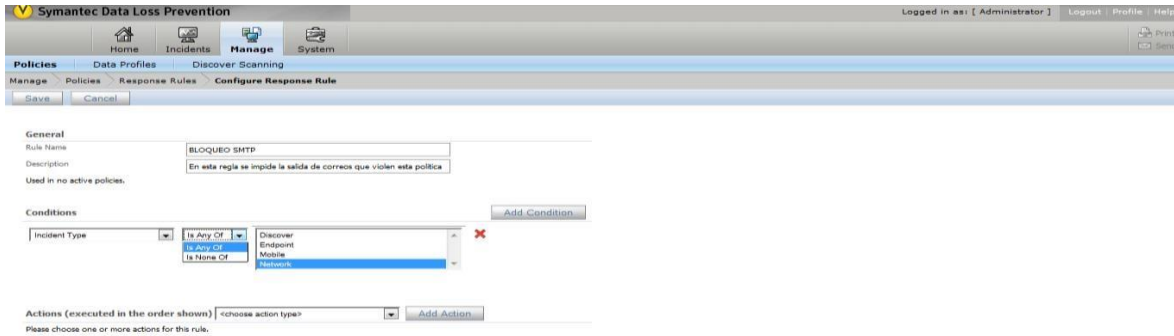 Symantec Data Loss Prevention
Logged in as: [ Administrator ] Logout Profile Help
Home Incidents Manage System
Print
Send
Policies Data Profiles Discover Scanning
Manage Policies Response Rules Configure Response Rule
Save Cancel
General
Rule Name BLOQUEO SMTP
Description En esta regla se impide la salida de correos que violen esta politica
Used in no active policies.
Conditions Add Condition
Incident Type Is Any Of Discover
Is Any Of Endpoint
Is None Of Mobile
Network
Actions (executed in the order shown) <choose action type> Add Action
Please choose one or more actions for this rule.